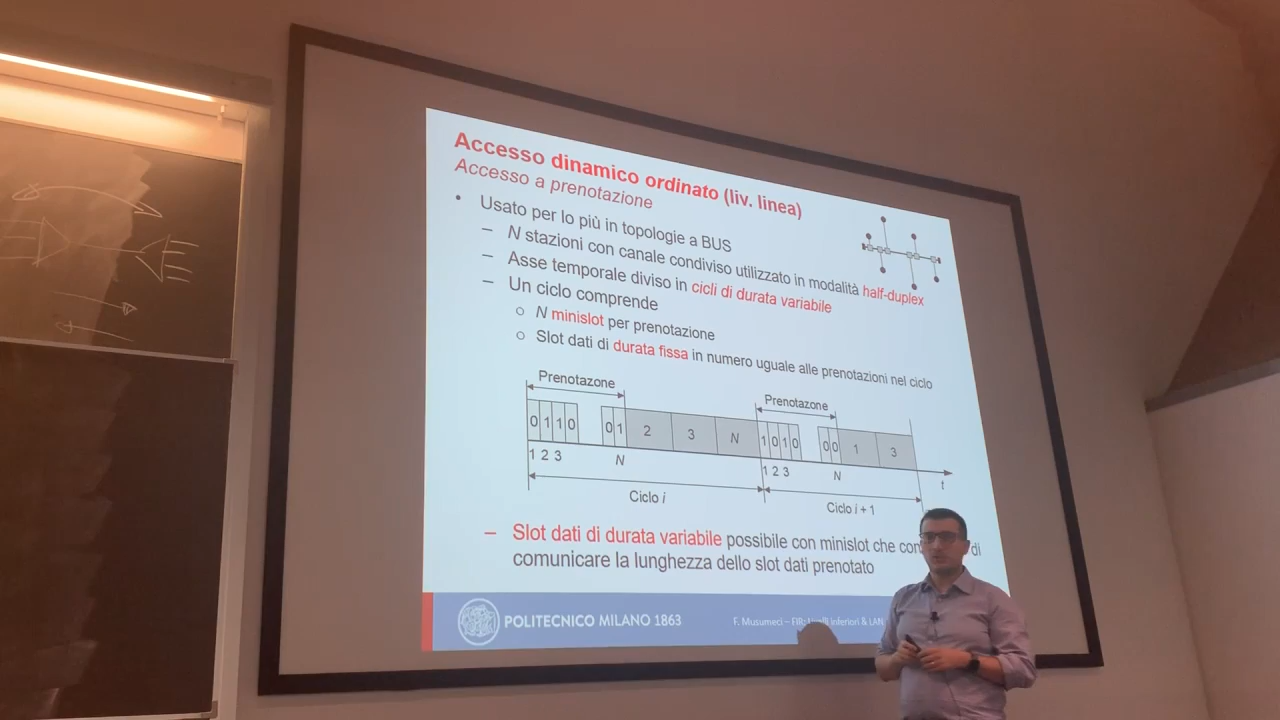 Accesso dinamico ordinato (liv. linea)
Accesso a prenotazione
• Usato per lo più in topologie a BUS
– N stazioni con canale condiviso utilizzato in modalità half-duplex
– Asse temporale diviso in cicli di durata variabile
– Un ciclo comprende
o N minislot per prenotazione
o Slot dati di durata fissa in numero uguale alle prenotazioni nel ciclo
Prenotazone Prenotazone
0 1 1 0 0 1 2 3 N 1 0 1 0 0 0 1 3
1 2 3 N 1 2 3 N t
Ciclo i Ciclo i + 1
– Slot dati di durata variabile possibile con minislot che di
comunicare la lunghezza dello slot dati prenotato
POLITECNICO MILANO 1863 F. Musumeci – FIR: Livelli inferiori & LAN